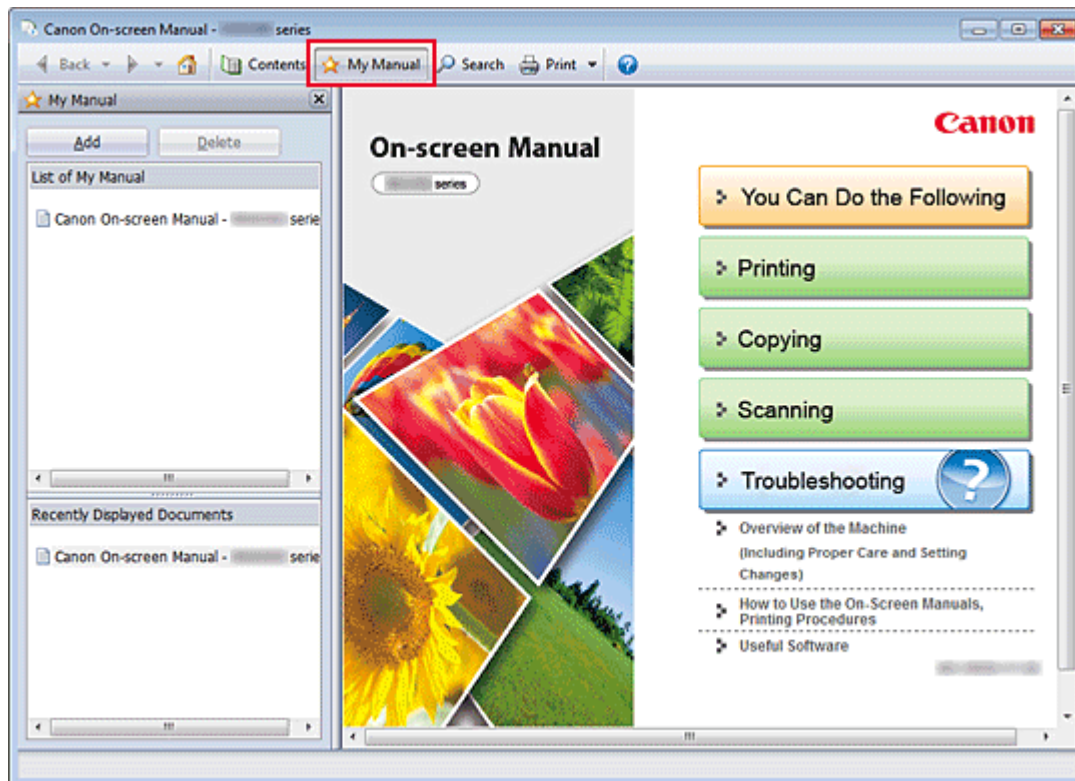 Canon On-screen Manual - series
Back Contents My Manual Search Print
My Manual
Add Delete
List of My Manual
Canon On-screen Manual - serie
Recently Displayed Documents
Canon On-screen Manual - serie
On-screen Manual
series
Canon
You Can Do the Following
Printing
Copying
Scanning
Troubleshooting
Overview of the Machine
(Including Proper Care and Setting
Changes)
How to Use the On-Screen Manuals,
Printing Procedures
Useful Software